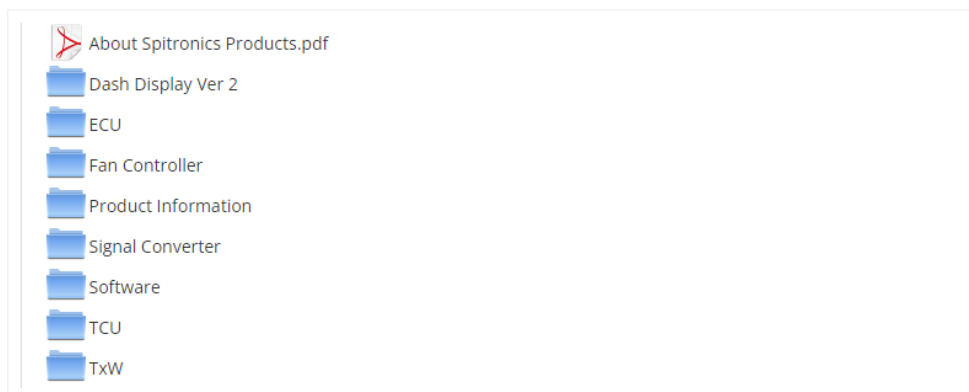 About Spitronics Products.pdf
Dash Display Ver 2
ECU
Fan Controller
Product Information
Signal Converter
Software
TCU
TxW